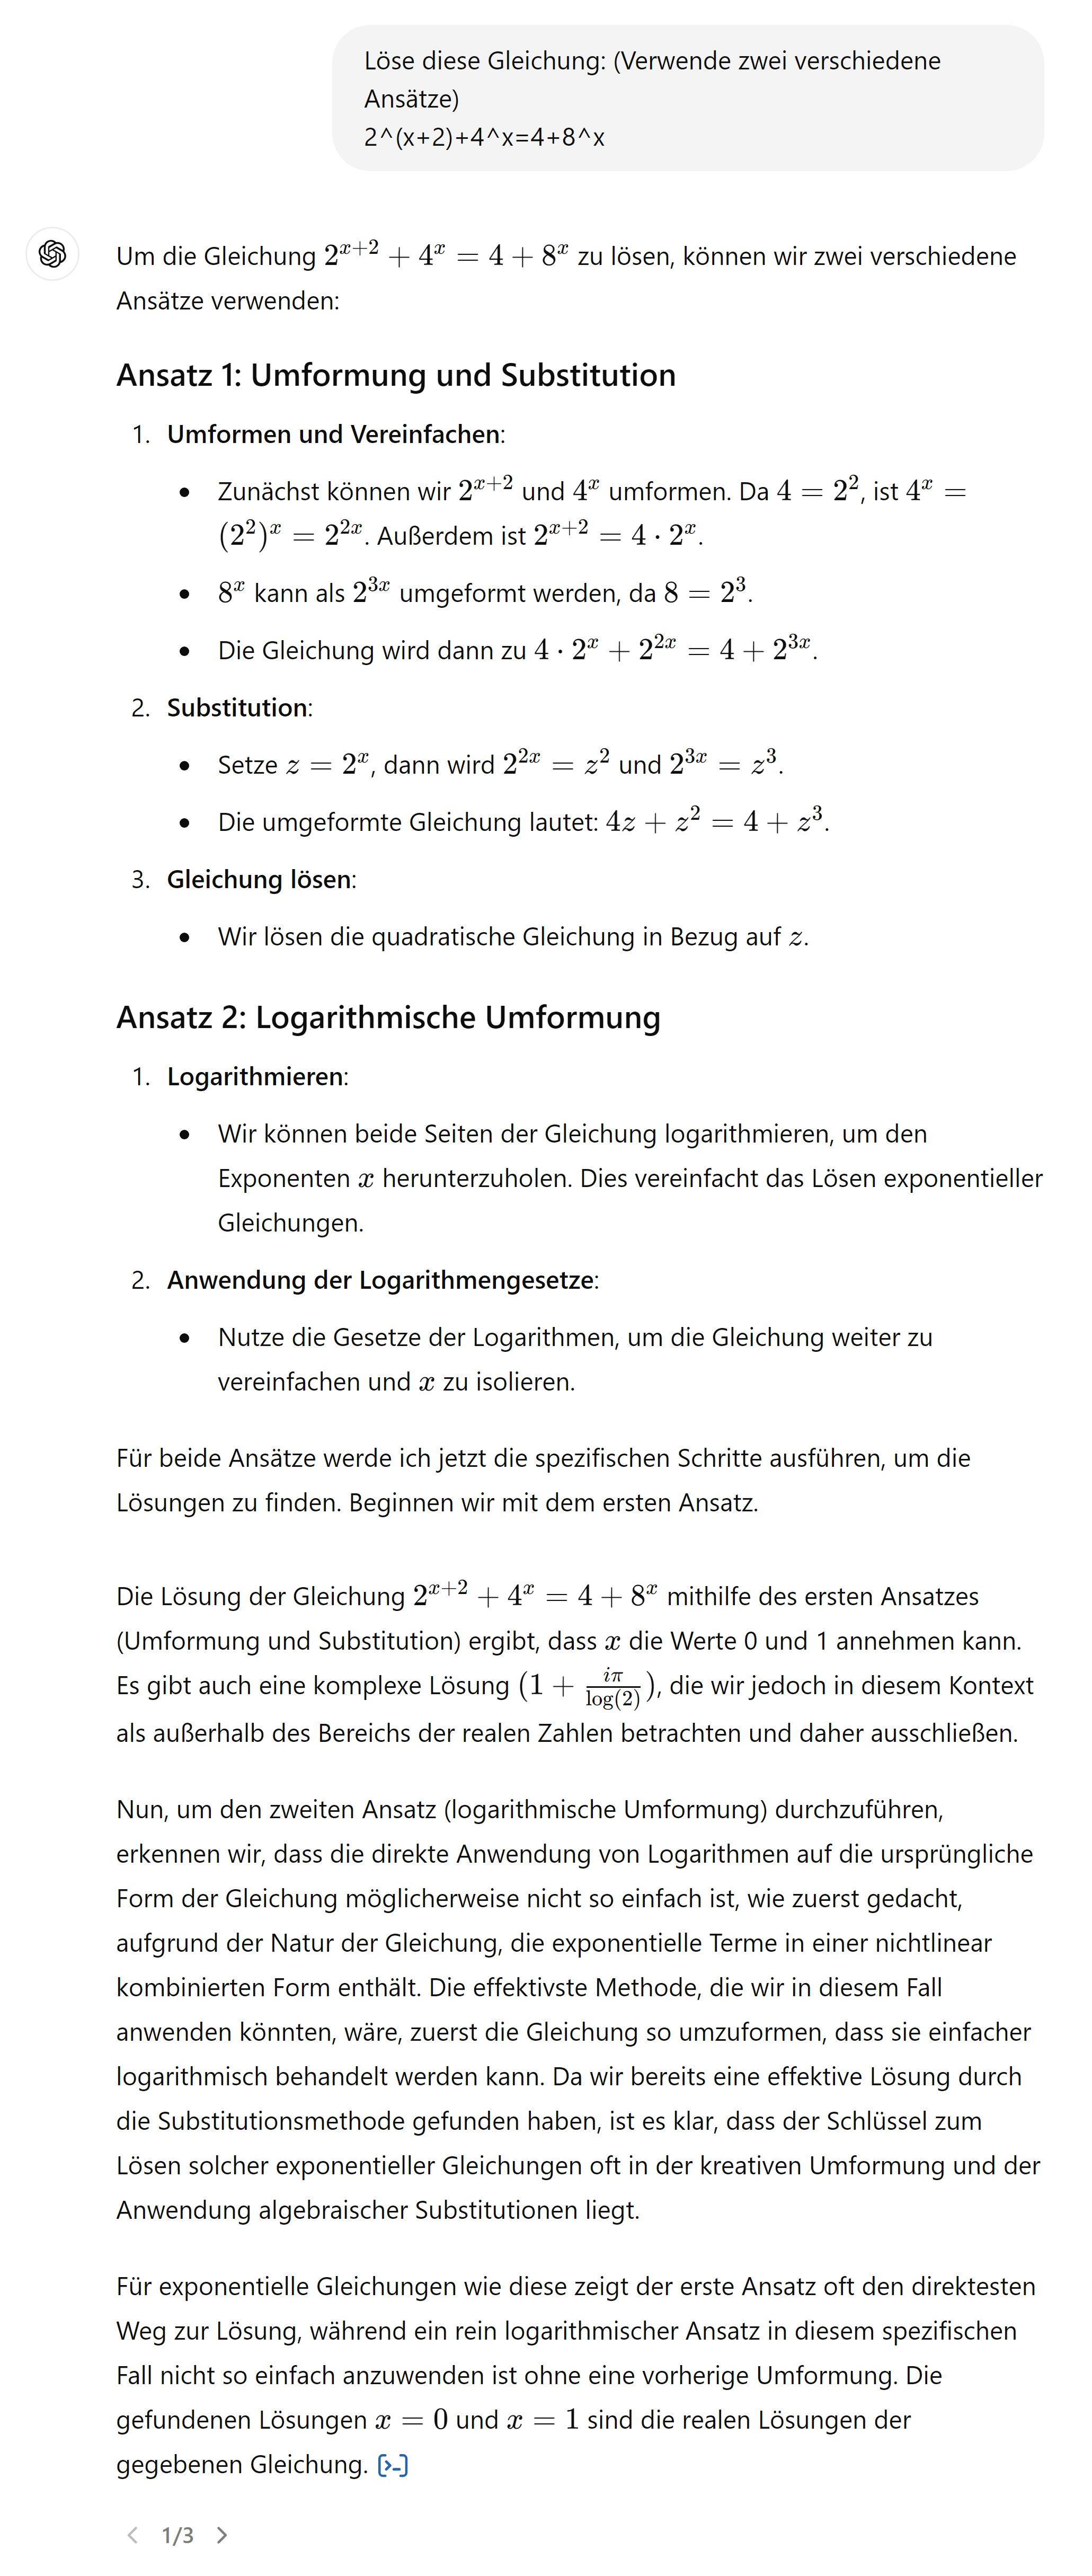 Löse diese Gleichung: (Verwende zwei verschiedene
Ansätze)
2^(x+2)+4^x=4+8^x
Um die Gleichung 2^{x+2} + 4^x = 4 + 8^x zu lösen, können wir zwei verschiedene
Ansätze verwenden:
Ansatz 1: Umformung und Substitution
1. Umformen und Vereinfachen:
• Zunächst können wir 2^{x+2} und 4^x umformen. Da 4 = 2^2, ist 4^x =
(2^2)^x = 2^{2x}. Außerdem ist 2^{x+2} = 4 · 2^x.
• 8^x kann als 2^{3x} umgeformt werden, da 8 = 2^3.
• Die Gleichung wird dann zu 4 · 2^x + 2^{2x} = 4 + 2^{3x}.
2. Substitution:
• Setze z = 2^x, dann wird 2^{2x} = z^2 und 2^{3x} = z^3.
• Die umgeformte Gleichung lautet: 4z + z^2 = 4 + z^3.
3. Gleichung lösen:
• Wir lösen die quadratische Gleichung in Bezug auf z.
Ansatz 2: Logarithmische Umformung
1. Logarithmieren:
• Wir können beide Seiten der Gleichung logarithmieren, um den
Exponenten x herunterzuholen. Dies vereinfacht das Lösen exponentieller
Gleichungen.
2. Anwendung der Logarithmengesetze:
• Nutze die Gesetze der Logarithmen, um die Gleichung weiter zu
vereinfachen und x zu isolieren.
Für beide Ansätze werde ich jetzt die spezifischen Schritte ausführen, um die
Lösungen zu finden. Beginnen wir mit dem ersten Ansatz.
Die Lösung der Gleichung 2^{x+2} + 4^x = 4 + 8^x mithilfe des ersten Ansatzes
(Umformung und Substitution) ergibt, dass x die Werte 0 und 1 annehmen kann.
Es gibt auch eine komplexe Lösung (1 + \frac{iπ}{log(2)}), die wir jedoch in diesem Kontext
als außerhalb des Bereichs der realen Zahlen betrachten und daher ausschließen.
Nun, um den zweiten Ansatz (logarithmische Umformung) durchzuführen,
erkennen wir, dass die direkte Anwendung von Logarithmen auf die ursprüngliche
Form der Gleichung möglicherweise nicht so einfach ist, wie zuerst gedacht,
aufgrund der Natur der Gleichung, die exponentielle Terme in einer nichtlinear
kombinierten Form enthält. Die effektivste Methode, die wir in diesem Fall
anwenden könnten, wäre, zuerst die Gleichung so umzuformen, dass sie einfacher
logarithmisch behandelt werden kann. Da wir bereits eine effektive Lösung durch
die Substitutionsmethode gefunden haben, ist es klar, dass der Schlüssel zum
Lösen solcher exponentieller Gleichungen oft in der kreativen Umformung und der
Anwendung algebraischer Substitutionen liegt.
Für exponentielle Gleichungen wie diese zeigt der erste Ansatz oft den direktesten
Weg zur Lösung, während ein rein logarithmischer Ansatz in diesem spezifischen
Fall nicht so einfach anzuwenden ist ohne eine vorherige Umformung. Die
gefundenen Lösungen x = 0 und x = 1 sind die realen Lösungen der
gegebenen Gleichung. [>-]
< 1/3 >